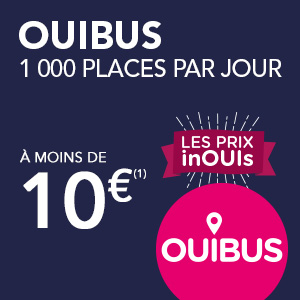 OUIBUS
1 000 PLACES PAR JOUR
LES PRIX
inOUIs
À MOINS DE
10€(1)
OUIBUS